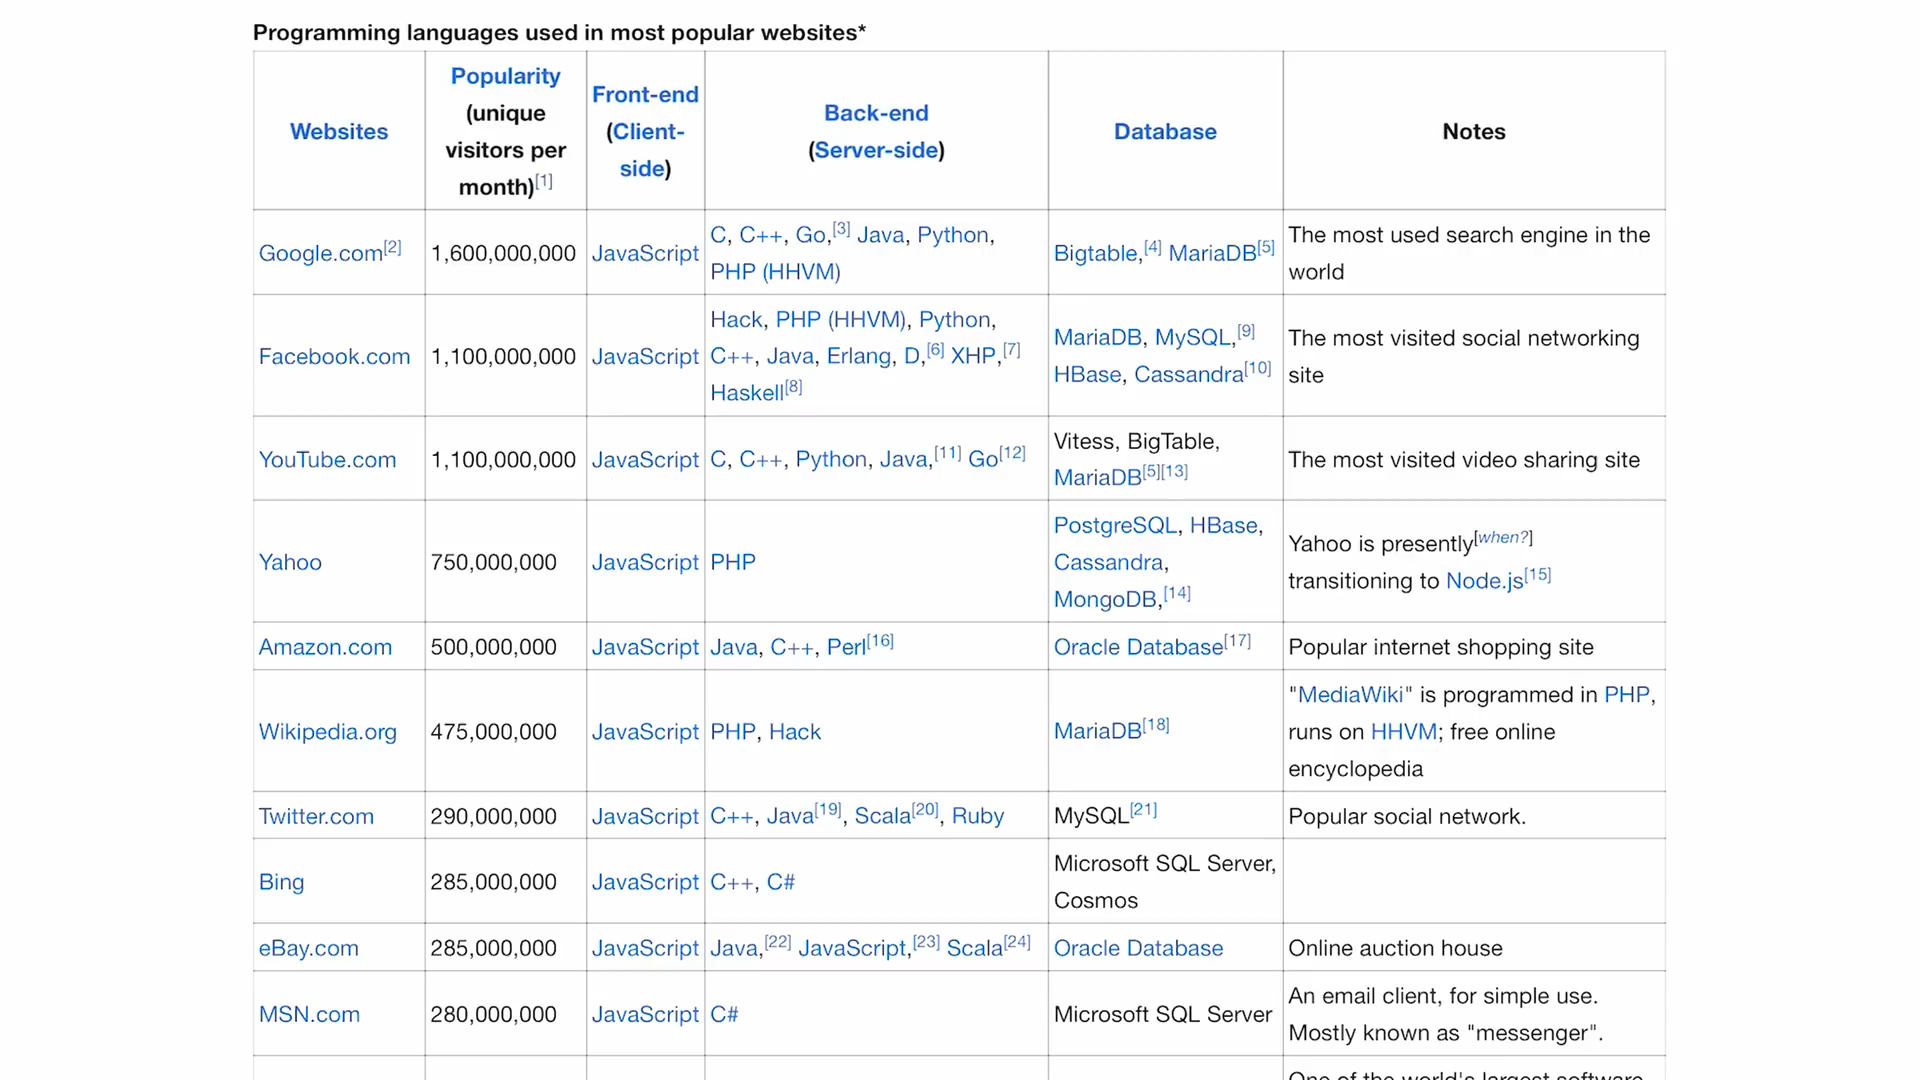 Programming languages used in most popular websites*
Websites
Popularity
(unique
visitors per
month)[1]
Front-end
(Client-
side)
Back-end
(Server-side)
Database
Notes
Google.com[2]
1,600,000,000
JavaScript
C, C++, Go,[3] Java, Python,
PHP (HHVM)
Bigtable,[4] MariaDB[5]
The most used search engine in the
world
Facebook.com
1,100,000,000
JavaScript
Hack, PHP (HHVM), Python,
C++, Java, Erlang, D,[6] XHP,[7]
Haskell[8]
MariaDB, MySQL,[9]
HBase, Cassandra[10]
The most visited social networking
site
YouTube.com
1,100,000,000
JavaScript
C, C++, Python, Java,[11] Go[12]
Vitess, BigTable,
MariaDB[5][13]
The most visited video sharing site
Yahoo
750,000,000
JavaScript
PHP
PostgreSQL, HBase,
Cassandra,
MongoDB,[14]
Yahoo is presently[when?]
transitioning to Node.js[15]
Amazon.com
500,000,000
JavaScript
Java, C++, Perl[16]
Oracle Database[17]
Popular internet shopping site
Wikipedia.org
475,000,000
JavaScript
PHP, Hack
MariaDB[18]
"MediaWiki" is programmed in PHP,
runs on HHVM; free online
encyclopedia
Twitter.com
290,000,000
JavaScript
C++, Java[19], Scala[20], Ruby
MySQL[21]
Popular social network.
Bing
285,000,000
JavaScript
C++, C#
Microsoft SQL Server,
Cosmos
eBay.com
285,000,000
JavaScript
Java,[22] JavaScript,[23] Scala[24]
Oracle Database
Online auction house
MSN.com
280,000,000
JavaScript
C#
Microsoft SQL Server
An email client, for simple use.
Mostly known as "messenger".
One of the world's largest software